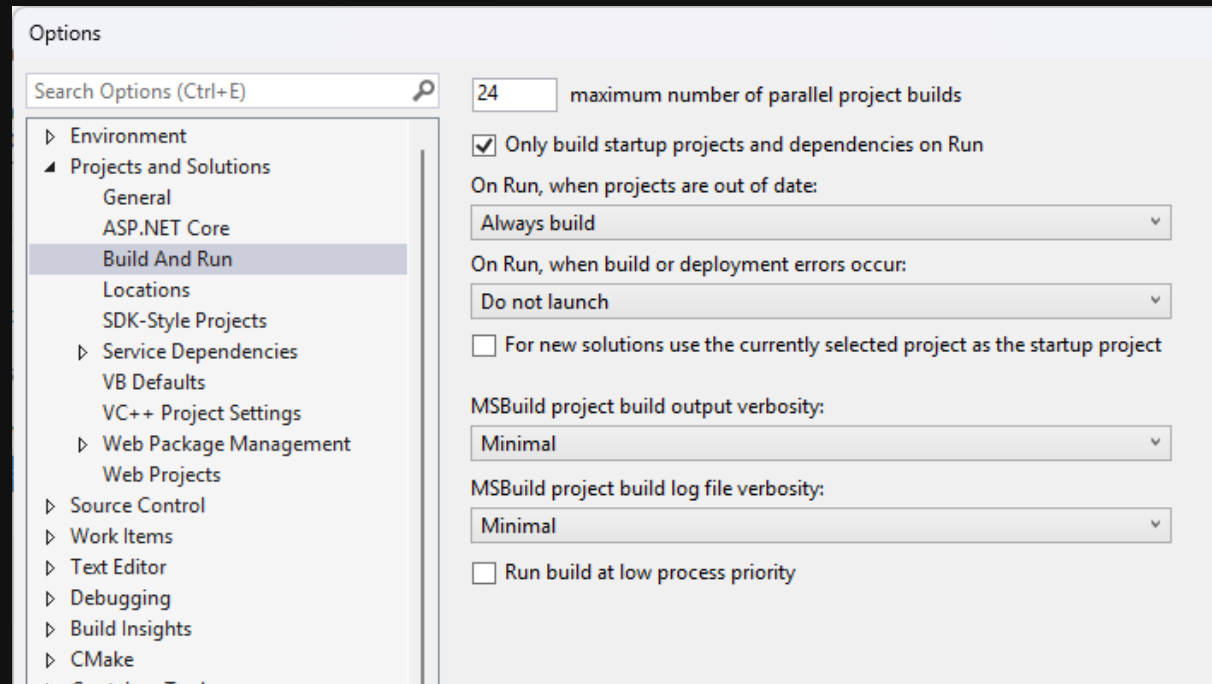 Options
Search Options (Ctrl+E)
Environment
Projects and Solutions
General
ASP.NET Core
Build And Run
Locations
SDK-Style Projects
Service Dependencies
VB Defaults
VC++ Project Settings
Web Package Management
Web Projects
Source Control
Work Items
Text Editor
Debugging
Build Insights
CMake
24 maximum number of parallel project builds
Only build startup projects and dependencies on Run
On Run, when projects are out of date:
Always build
On Run, when build or deployment errors occur:
Do not launch
For new solutions use the currently selected project as the startup project
MSBuild project build output verbosity:
Minimal
MSBuild project build log file verbosity:
Minimal
Run build at low process priority